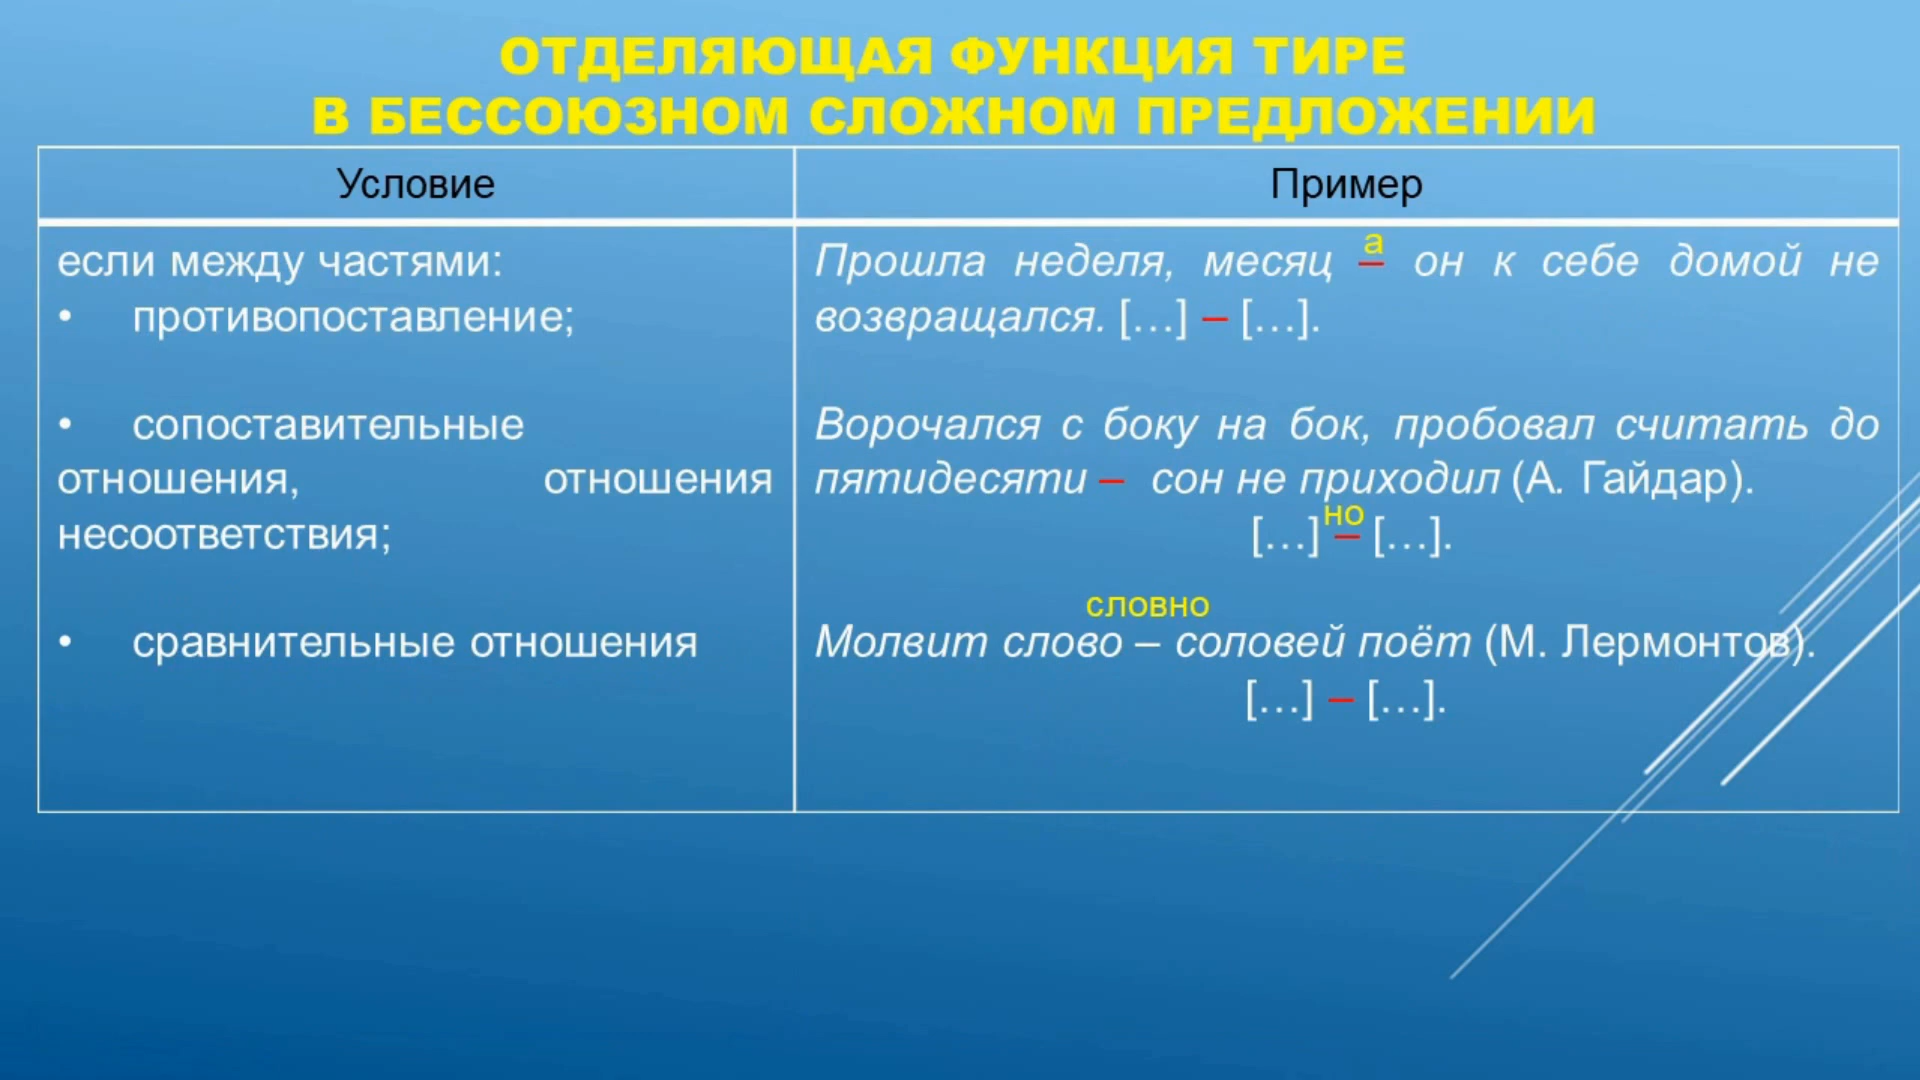 ОТДЕЛЯЮЩАЯ ФУНКЦИЯ ТИРЕ
В БЕССОЮЗНОМ СЛОЖНОМ ПРЕДЛОЖЕНИИ
Условие
Пример
если между частями:
• противопоставление;
• сопоставительные
отношения, отношения
несоответствия;
• сравнительные отношения
а
Прошла неделя, месяц – он к себе домой не
возвращался. […] – […].
Ворочался с боку на бок, пробовал считать до
пятидесяти – сон не приходил (А. Гайдар).
но
[…] – […].
словно
Молвит слово – соловей поёт (М. Лермонтов).
[…] – […].